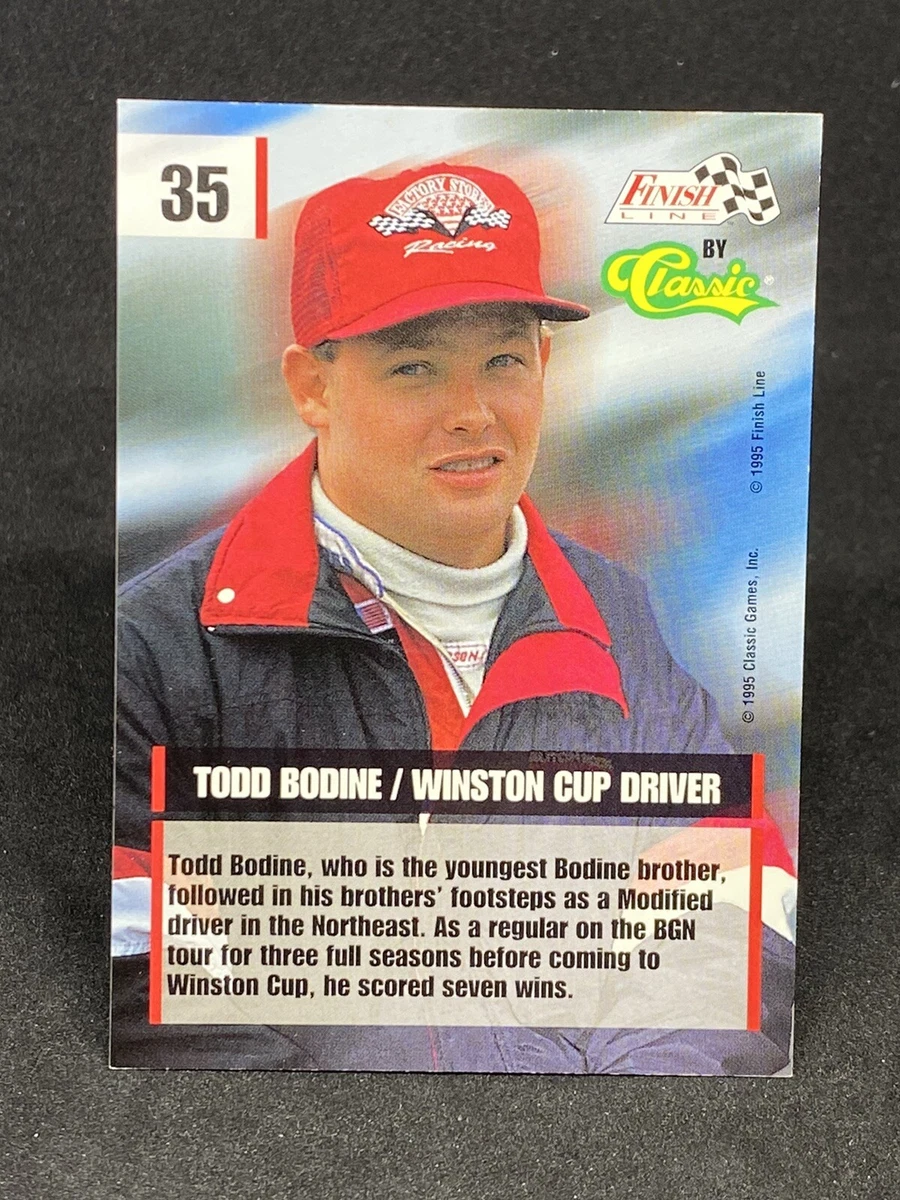 35
FACTORY STORES
Racing
FINISH
LINE
BY
Classic®
© 1995 Finish Line
© 1995 Classic Games, Inc.
TODD BODINE / WINSTON CUP DRIVER
Todd Bodine, who is the youngest Bodine brother,
followed in his brothers' footsteps as a Modified
driver in the Northeast. As a regular on the BGN
tour for three full seasons before coming to
Winston Cup, he scored seven wins.